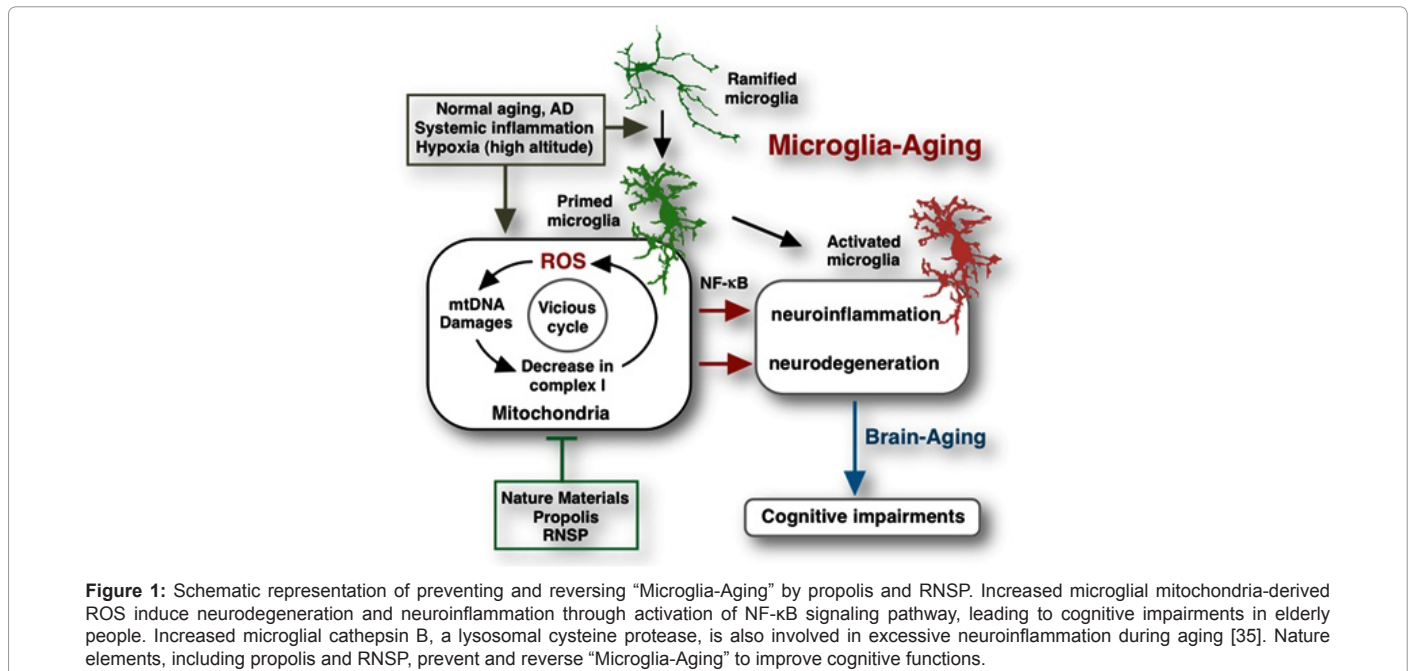 Ramified
microglia
Normal aging, AD
Systemic inflammation
Hypoxia (high altitude)
Microglia-Aging
Primed
microglia
Activated
microglia
ROS
NF-κB
mtDNA
Damages
Vicious
cycle
neuroinflammation
Decrease in
complex I
neurodegeneration
Mitochondria
Brain-Aging
Nature Materials
Propolis
RNSP
Cognitive impairments
Figure 1: Schematic representation of preventing and reversing “Microglia-Aging” by propolis and RNSP. Increased microglial mitochondria-derived
ROS induce neurodegeneration and neuroinflammation through activation of NF-κB signaling pathway, leading to cognitive impairments in elderly
people. Increased microglial cathepsin B, a lysosomal cysteine protease, is also involved in excessive neuroinflammation during aging [35]. Nature
elements, including propolis and RNSP, prevent and reverse “Microglia-Aging” to improve cognitive functions.